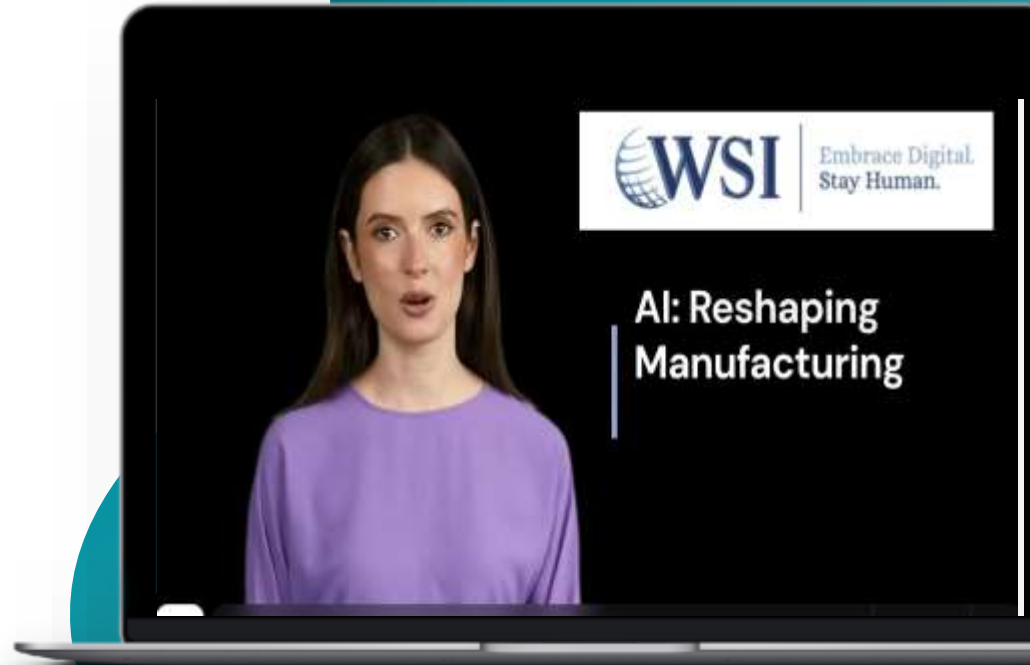 WSI
Embrace Digital.
Stay Human.
AI: Reshaping
Manufacturing